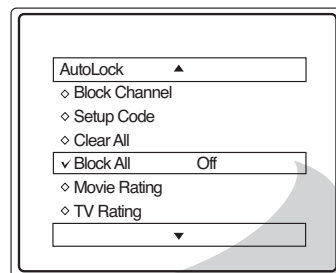 AutoLock
Block Channel
Setup Code
Clear All
Block All Off
Movie Rating
TV Rating